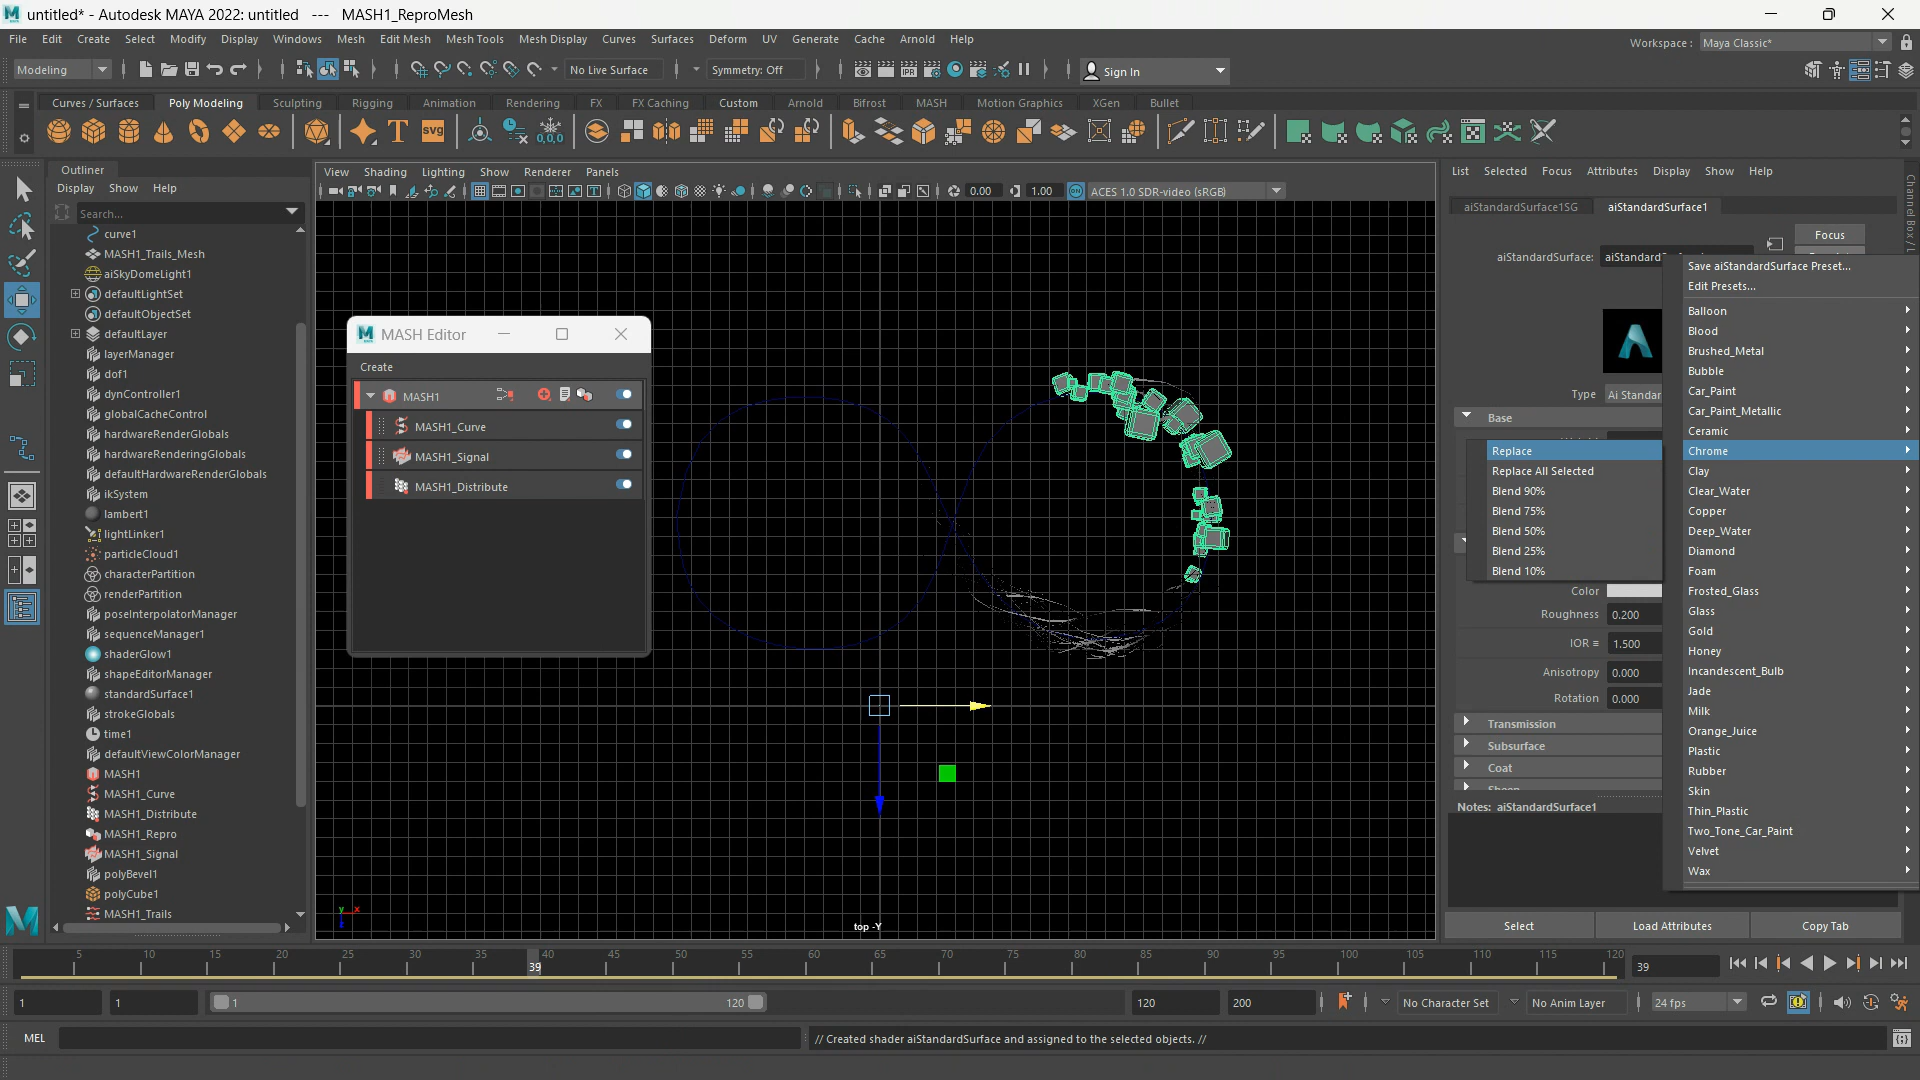 untitled* - Autodesk MAYA 2022: untitled --- MASH1_ReproMesh
File Edit Create Select Modify Display Windows Mesh Edit Mesh Mesh Tools Mesh Display Curves Surfaces Deform UV Generate Cache Arnold Help
Workspace : Maya Classic*
Modeling No Live Surface Symmetry: Off Sign In
Curves / Surfaces Poly Modeling Sculpting Rigging Animation Rendering FX FX Caching Custom Arnold Bifrost MASH Motion Graphics XGen Bullet
Outliner
Display Show Help
Search...
curve1
MASH1_Trails_Mesh
aiSkyDomeLight1
defaultLightSet
defaultObjectSet
defaultLayer
layerManager
dof1
dynController1
globalCacheControl
hardwareRenderGlobals
hardwareRenderingGlobals
defaultHardwareRenderGlobals
ikSystem
lambert1
lightLinker1
particleCloud1
characterPartition
renderPartition
poseInterpolatorManager
sequenceManager1
shaderGlow1
shapeEditorManager
standardSurface1
strokeGlobals
time1
defaultViewColorManager
MASH1
MASH1_Curve
MASH1_Distribute
MASH1_Repro
MASH1_Signal
polyBevel1
polyCube1
MASH1_Trails
View Shading Lighting Show Renderer Panels
0.00 1.00 ACES 1.0 SDR-video (sRGB)
MASH Editor
Create
MASH1
MASH1_Curve
MASH1_Signal
MASH1_Distribute
top -Y
List Selected Focus Attributes Display Show Help
aiStandardSurface1SG aiStandardSurface1
Focus
aiStandardSurface: aiStandard
Type Ai Standar
Base
Color
Roughness 0.200
IOR 1.500
Anisotropy 0.000
Rotation 0.000
Transmission
Subsurface
Coat
Sheen
Notes: aiStandardSurface1
Select Load Attributes Copy Tab
Channel Box / L
Replace
Replace All Selected
Blend 90%
Blend 75%
Blend 50%
Blend 25%
Blend 10%
Save aiStandardSurface Preset...
Edit Presets...
Balloon
Blood
Brushed_Metal
Bubble
Car_Paint
Car_Paint_Metallic
Ceramic
Chrome
Clay
Clear_Water
Copper
Deep_Water
Diamond
Foam
Frosted_Glass
Glass
Gold
Honey
Incandescent_Bulb
Jade
Milk
Orange_Juice
Plastic
Rubber
Skin
Thin_Plastic
Two_Tone_Car_Paint
Velvet
Wax
5 10 15 20 25 30 35 40 45 50 55 60 65 70 75 80 85 90 95 100 105 110 115 120
39 39
1 1 1 120 120 200 No Character Set No Anim Layer 24 fps
MEL // Created shader aiStandardSurface and assigned to the selected objects. //